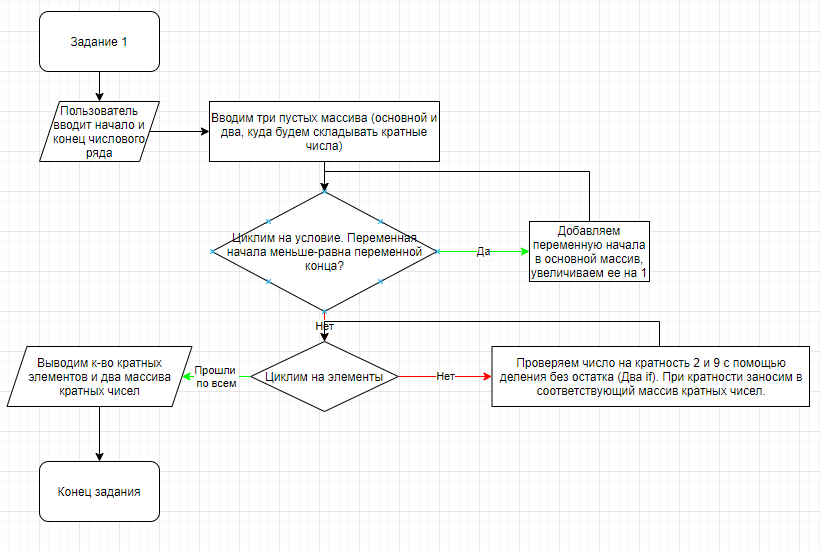 Задание 1
Пользователь
вводит начало и
конец числового
ряда
Вводим три пустых массива (основной и
два, куда будем складывать кратные
числа)
Циклим на условие. Переменная
начала меньше-равна переменной
конца?
Да
Добавляем
переменную начала
в основной массив,
увеличиваем ее на 1
Нет
Выводим к-во кратных
элементов и два массива
кратных чисел
Прошли
по всем
Циклим на элементы
Нет
Проверяем число на кратность 2 и 9 с помощью
деления без остатка (Два if). При кратности заносим в
соответствующий массив кратных чисел.
Конец задания